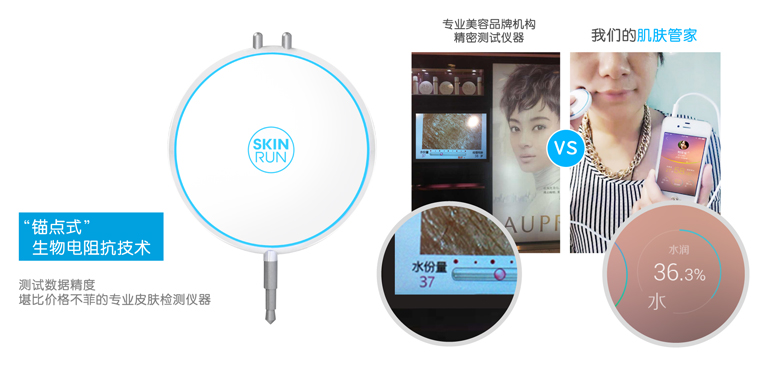 SKIN
RUN
“锚点式”
生物电阻抗技术
测试数据精度
堪比价格不菲的专业皮肤检测仪器
专业美容品牌机构
精密测试仪器
VS
我们的肌肤管家
AUPR
水份量
37
水润
36.3%
水